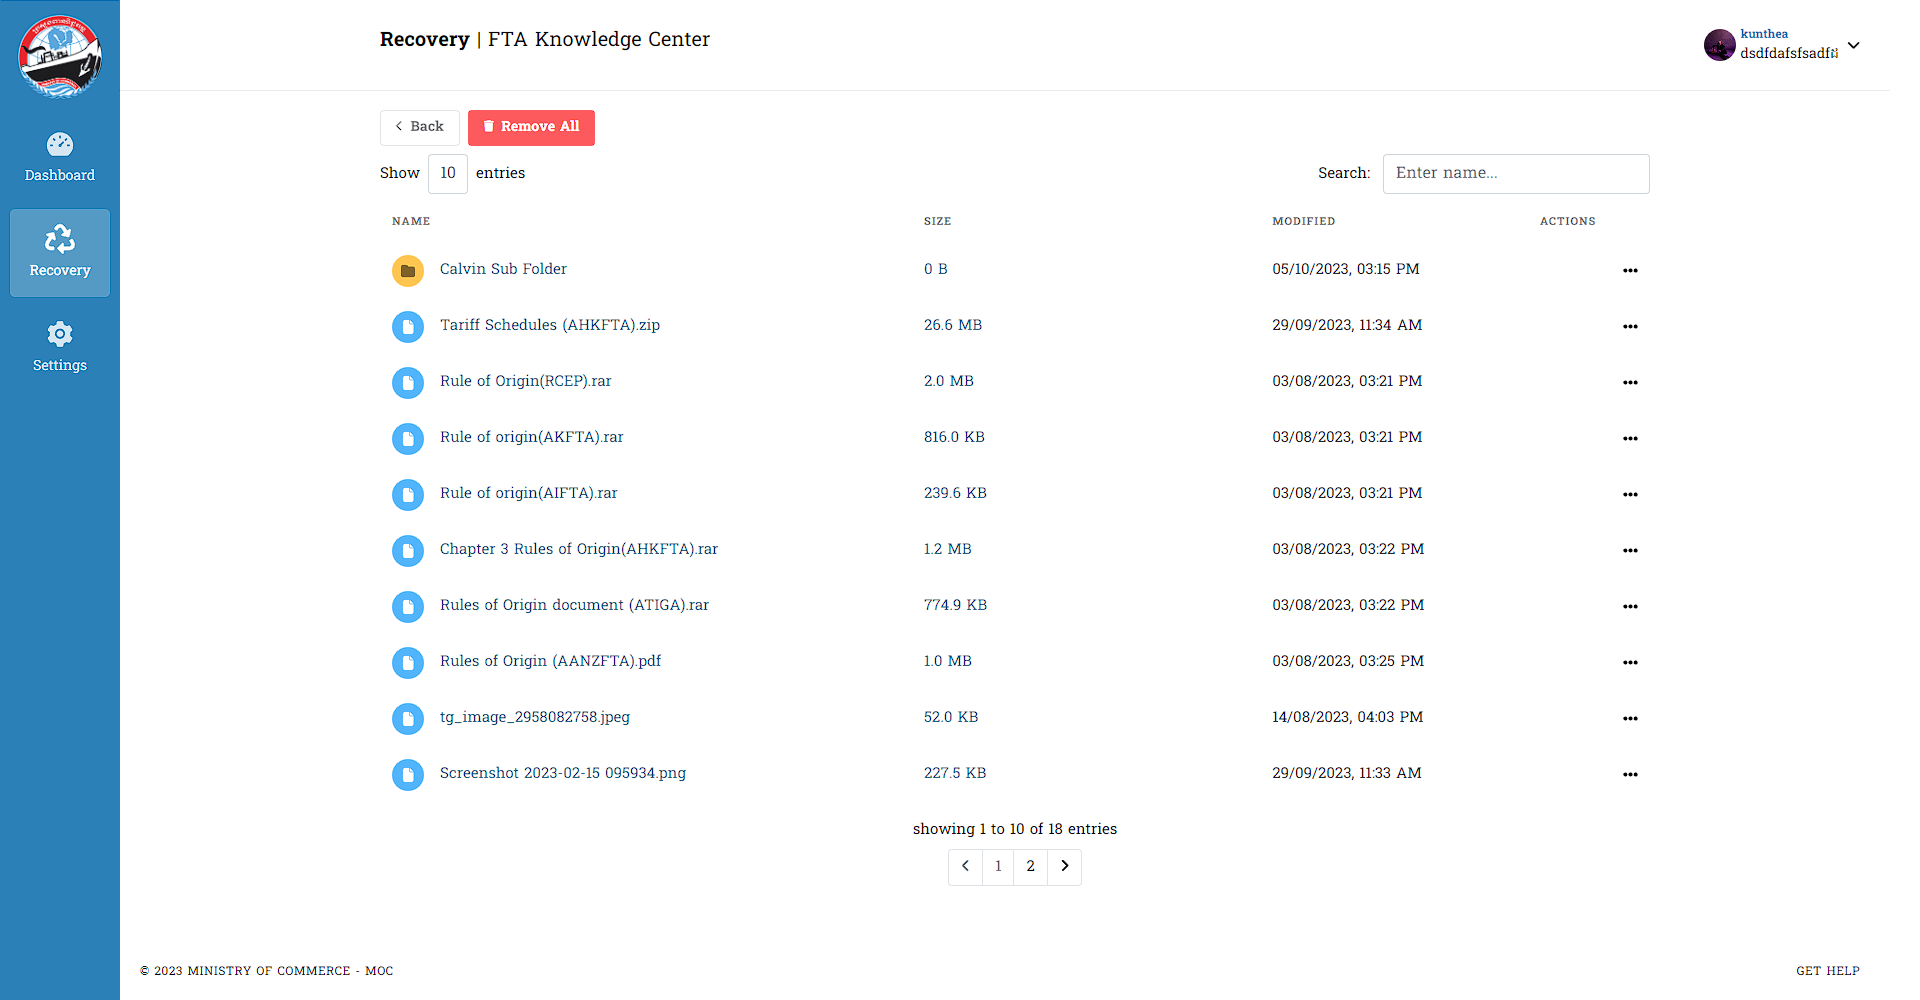 Recovery | FTA Knowledge Center
kunthea
Dashboard
Recovery
Settings
Back
Remove All
Show 10 entries
Search: Enter name...
NAME SIZE MODIFIED ACTIONS
Calvin Sub Folder 0 B 05/10/2023, 03:15 PM
Tariff Schedules (AHKFTA).zip 26.6 MB 29/09/2023, 11:34 AM
Rule of Origin(RCEP).rar 2.0 MB 03/08/2023, 03:21 PM
Rule of origin(AKFTA).rar 816.0 KB 03/08/2023, 03:21 PM
Rule of origin(AIFTA).rar 239.6 KB 03/08/2023, 03:21 PM
Chapter 3 Rules of Origin(AHKFTA).rar 1.2 MB 03/08/2023, 03:22 PM
Rules of Origin document (ATIGA).rar 774.9 KB 03/08/2023, 03:22 PM
Rules of Origin (AANZFTA).pdf 1.0 MB 03/08/2023, 03:25 PM
tg_image_2958082758.jpeg 52.0 KB 14/08/2023, 04:03 PM
Screenshot 2023-02-15 095934.png 227.5 KB 29/09/2023, 11:33 AM
showing 1 to 10 of 18 entries
1 2
© 2023 MINISTRY OF COMMERCE - MOC
GET HELP